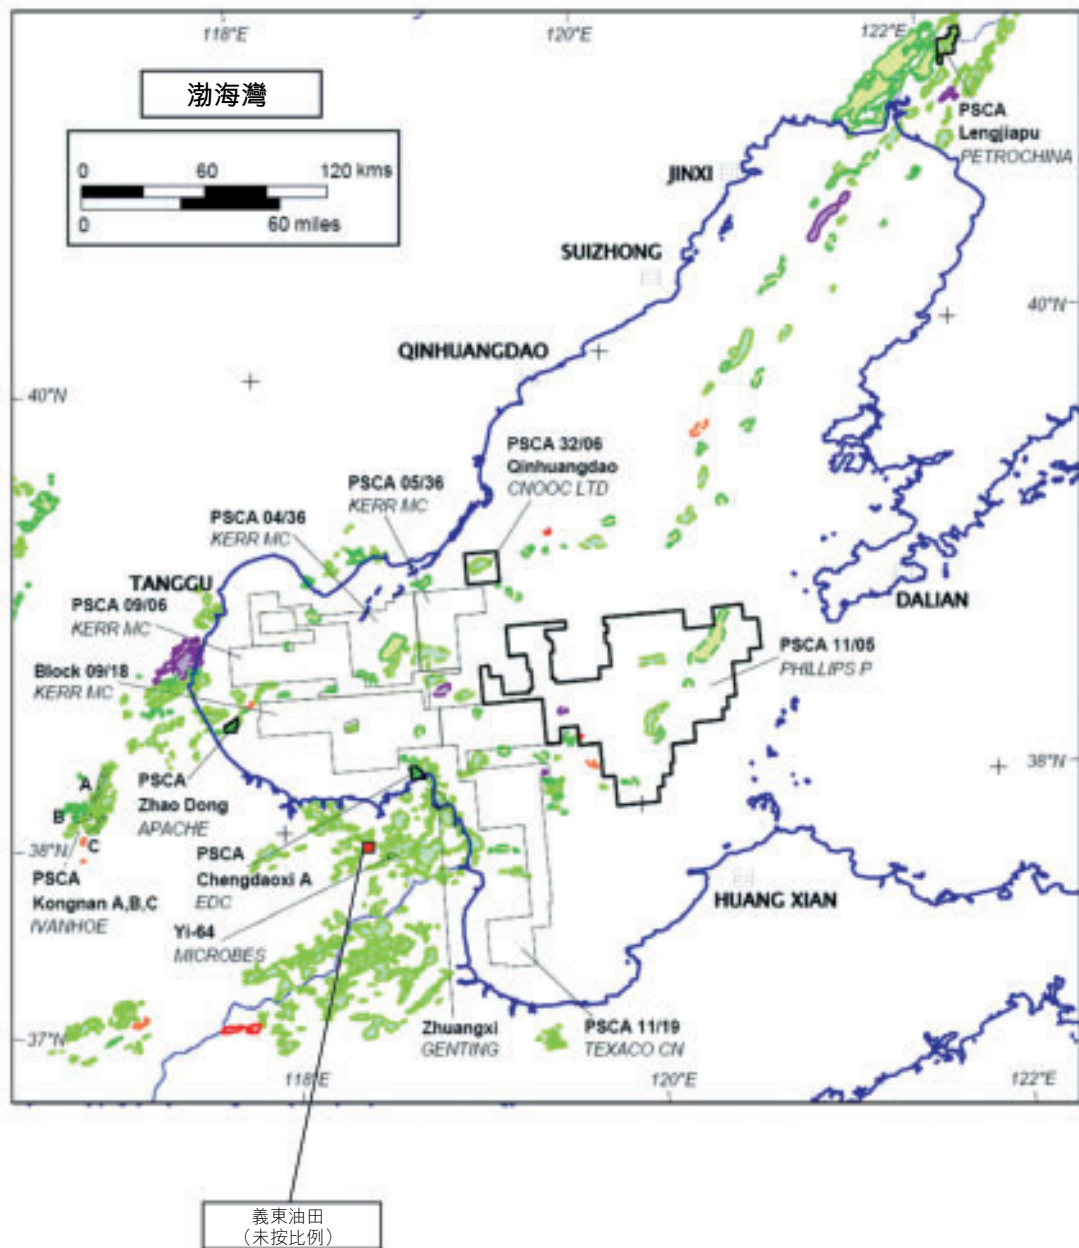 118°E
120°E
122°E
渤海灣
0 60 120 kms
0 60 miles
PSCA
Lengjiapu
PETROCHINA
JINXI
SUIZHONG
40°N
QINHUANGDAO
40°N
PSCA 32/06
Qinhuangdao
CNOOC LTD
PSCA 05/36
KERR MC
PSCA 04/36
KERR MC
TANGGU
DALIAN
PSCA 09/06
KERR MC
PSCA 11/05
PHILLIPS P
Block 09/18
KERR MC
38°N
A
B
C
PSCA
Zhao Dong
APACHE
38°N
PSCA
Chengdaoxi A
EDC
PSCA
Kongnan A,B,C
IVANHOE
HUANG XIAN
Yi-64
MICROBES
Zhuangxi
GENTING
PSCA 11/19
TEXACO CN
37°N
118°E
120°E
122°E
義東油田
（未按比例）